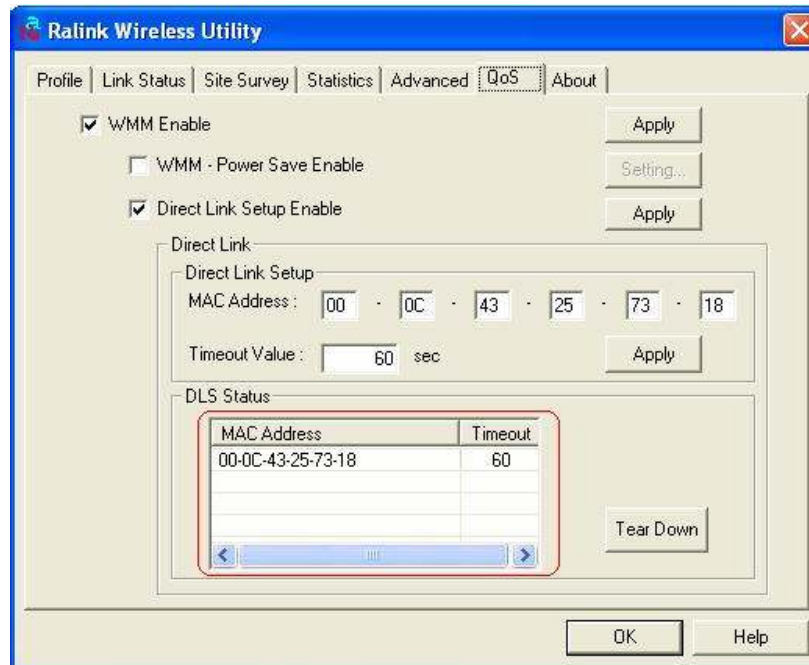 Ralink Wireless Utility
Profile Link Status Site Survey Statistics Advanced QoS About
WMM Enable Apply
WMM - Power Save Enable Setting...
Direct Link Setup Enable Apply
Direct Link
Direct Link Setup
MAC Address : 00 - 0C - 43 - 25 - 73 - 18
Timeout Value : 60 sec Apply
DLS Status
MAC Address Timeout
00-0C-43-25-73-18 60
Tear Down
OK Help